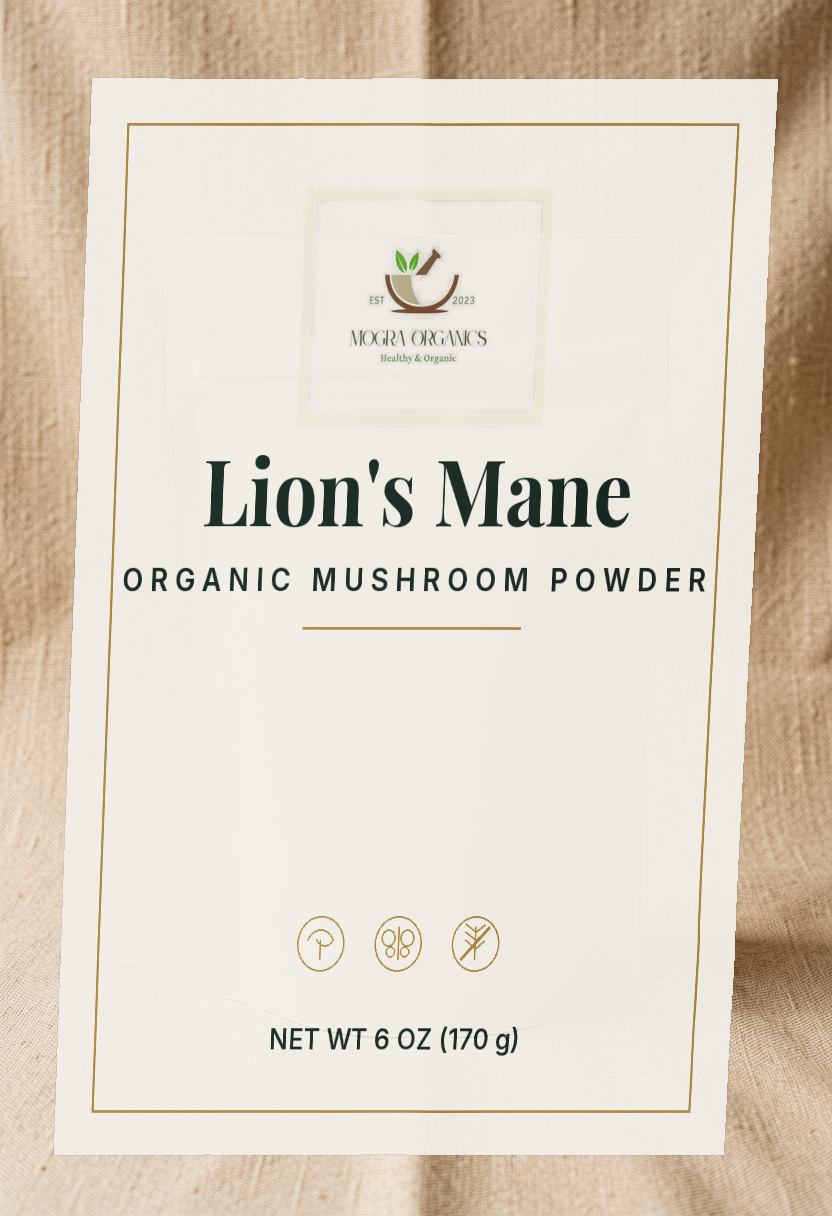 EST 2023
MOGRA ORGANICS
Healthy & Organic
Lion's Mane
ORGANIC MUSHROOM POWDER
NET WT 6 OZ (170 g)